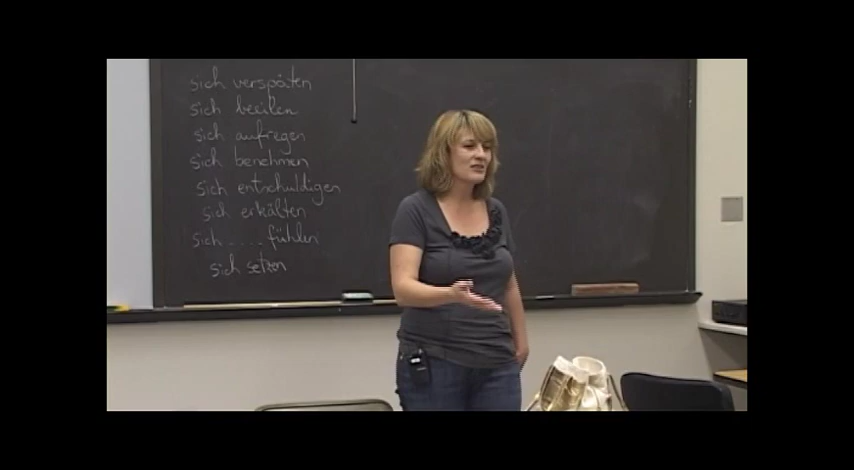 sich verspäten
sich beeilen
sich aufregen
sich benehmen
sich entschuldigen
sich erkälten
sich .... fühlen
sich setzen